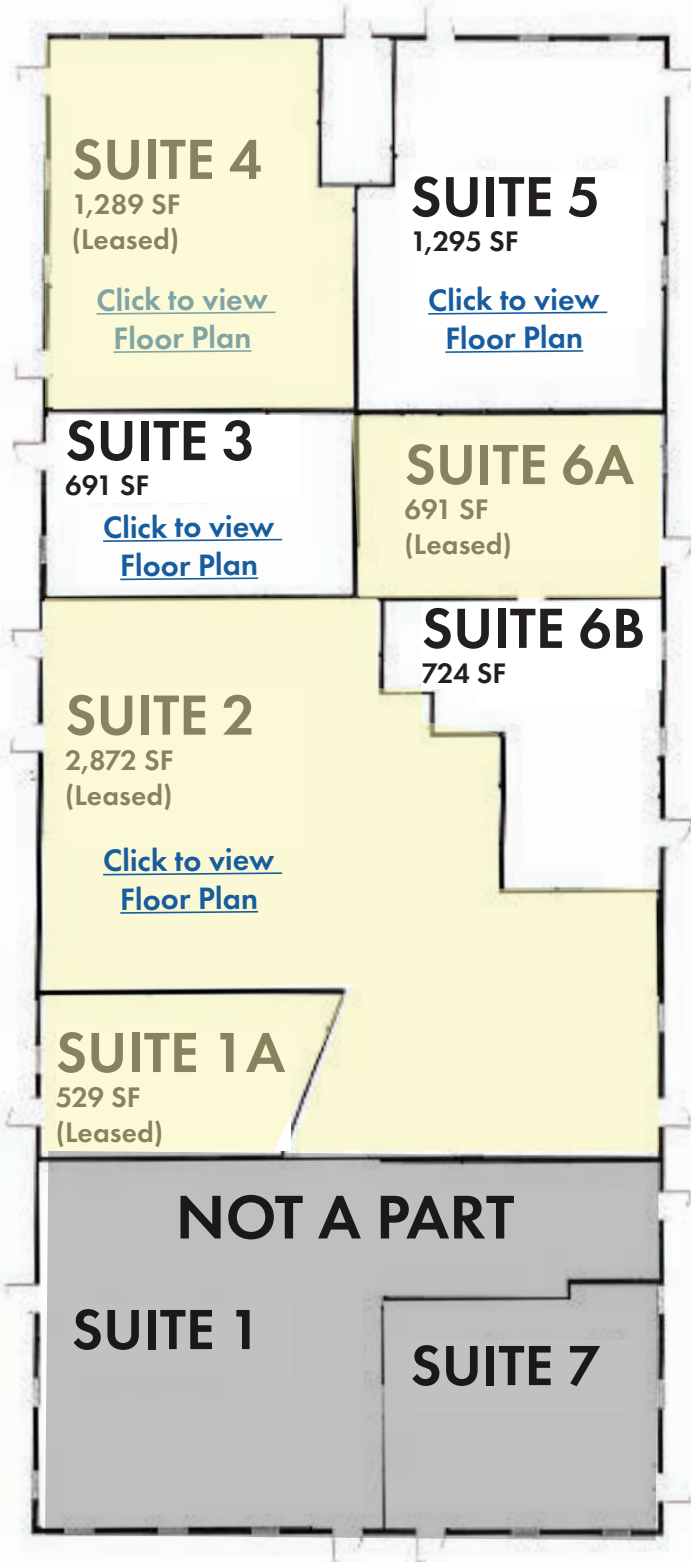 SUITE 4
1,289 SF
(Leased)
Click to view
Floor Plan
SUITE 5
1,295 SF
Click to view
Floor Plan
SUITE 3
691 SF
Click to view
Floor Plan
SUITE 6A
691 SF
(Leased)
SUITE 6B
724 SF
SUITE 2
2,872 SF
(Leased)
Click to view
Floor Plan
SUITE 1A
529 SF
(Leased)
NOT A PART
SUITE 1
SUITE 7